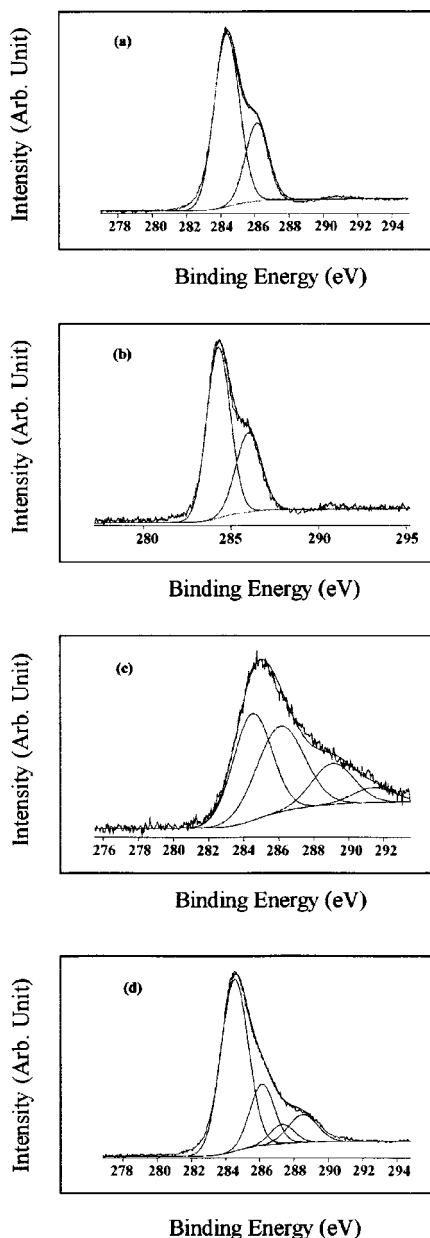 (a)
Intensity (Arb. Unit)
278 280 282 284 286 288 290 292 294
Binding Energy (eV)
(b)
Intensity (Arb. Unit)
280 285 290 295
Binding Energy (eV)
(c)
Intensity (Arb. Unit)
276 278 280 282 284 286 288 290 292
Binding Energy (eV)
(d)
Intensity (Arb. Unit)
278 280 282 284 286 288 290 292 294
Binding Energy (eV)